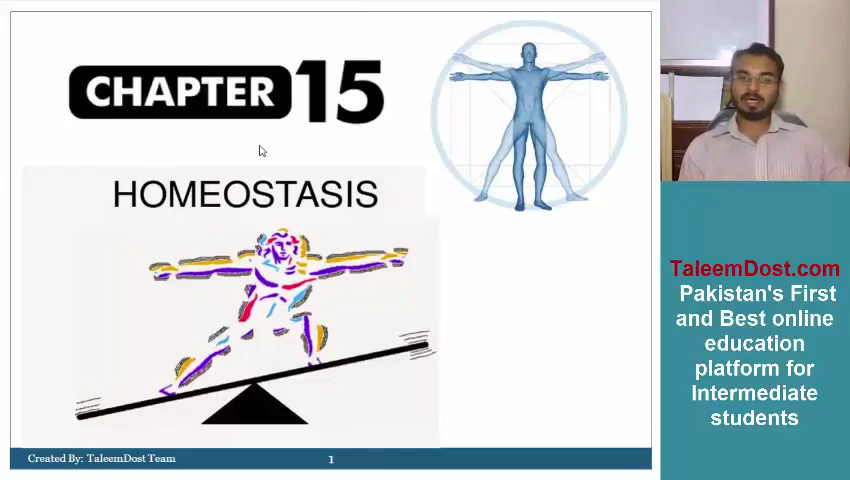 CHAPTER 15
HOMEOSTASIS
TaleemDost.com
Pakistan's First
and Best online
education
platform for
Intermediate
students
Created By: TaleemDost Team
1